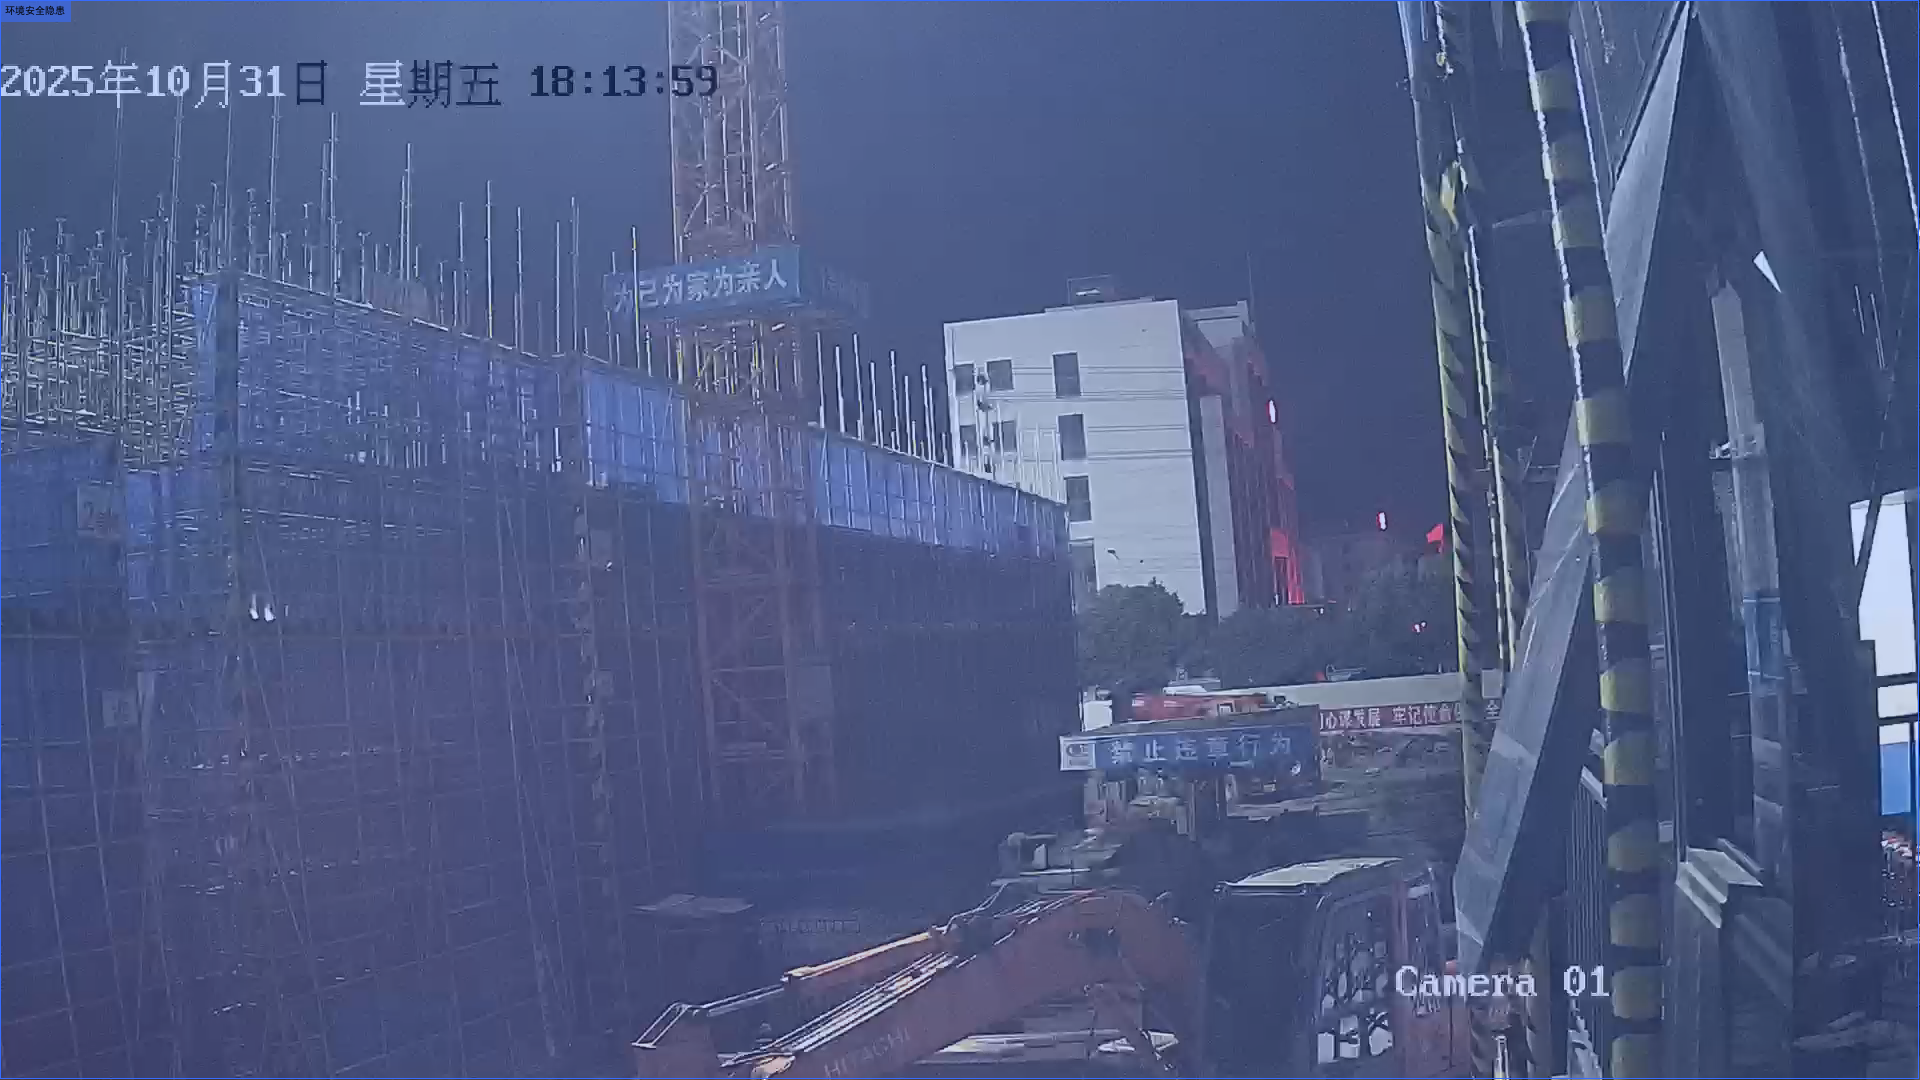 环境安全隐患
2025年10月31日 星期五 18:13:59
为己为家为亲人
心谋发展 牢记使命
全
禁止违章行为
HITACHI
Camera 01